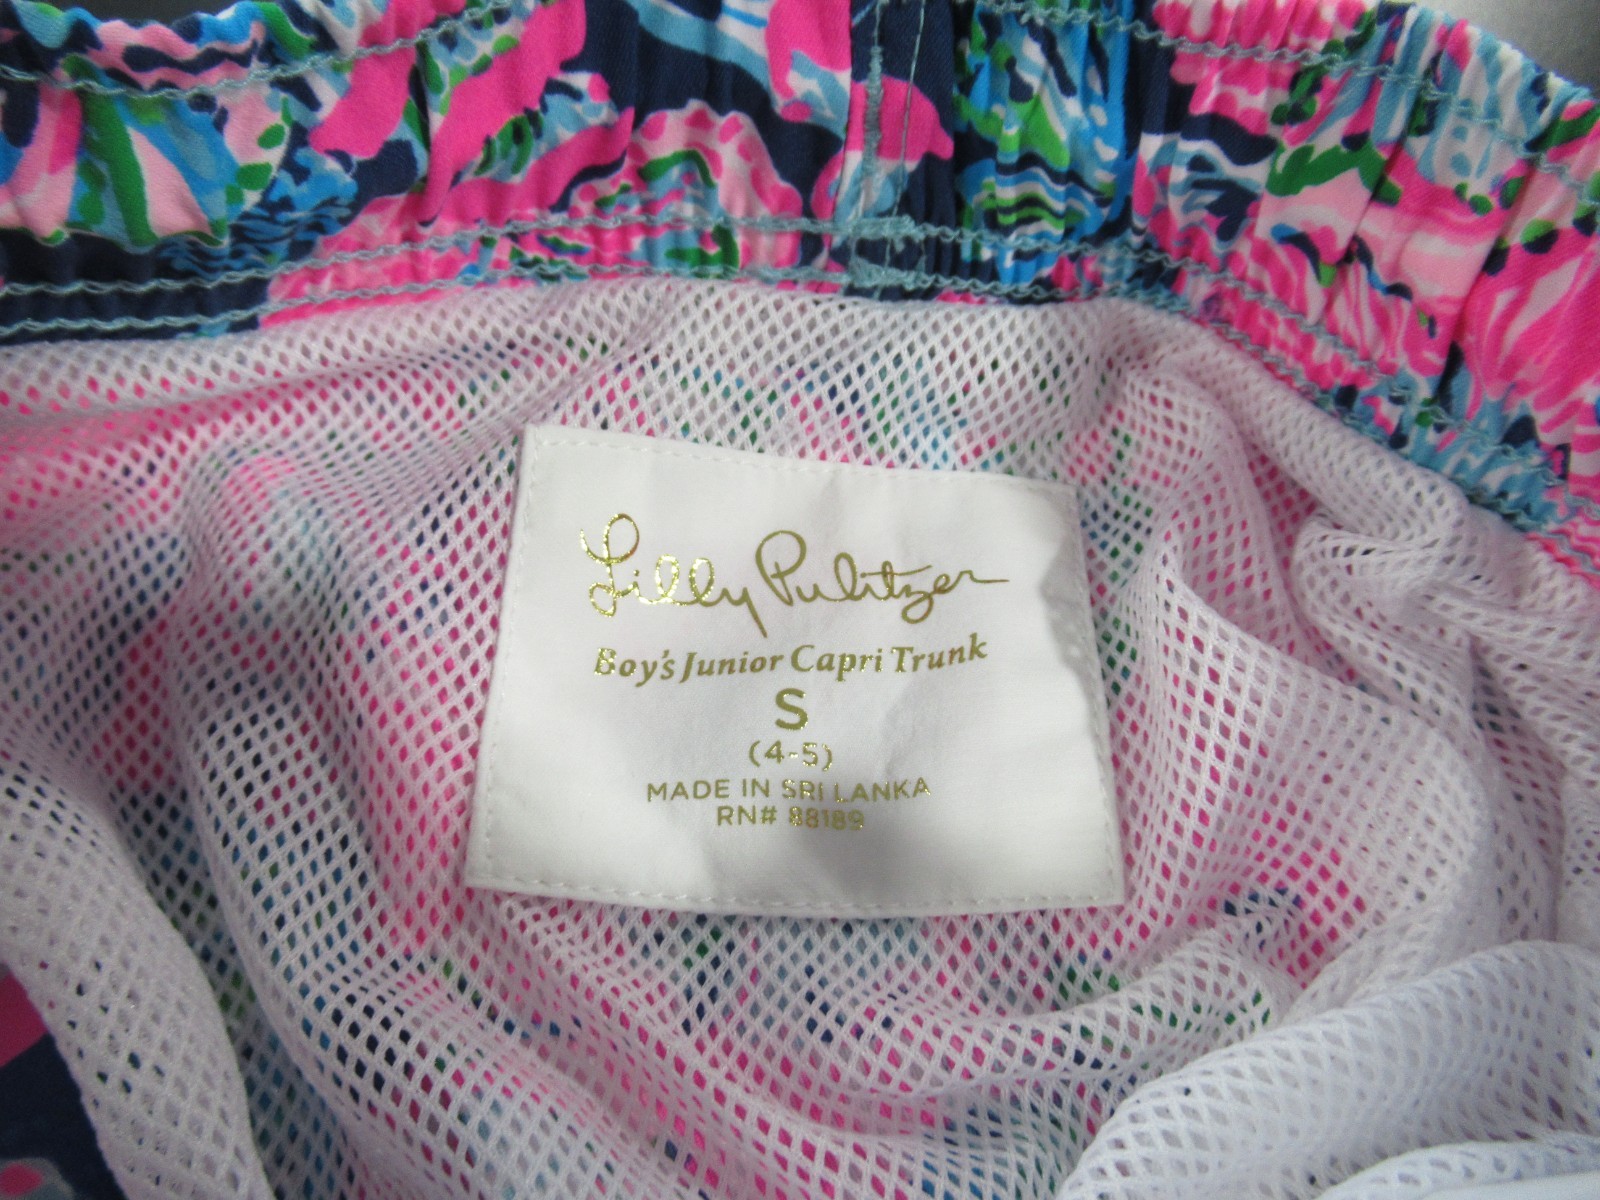 Lilly Pulitzer
Boy's Junior Capri Trunk
S
(4-5)
MADE IN SRI LANKA
RN# 88189